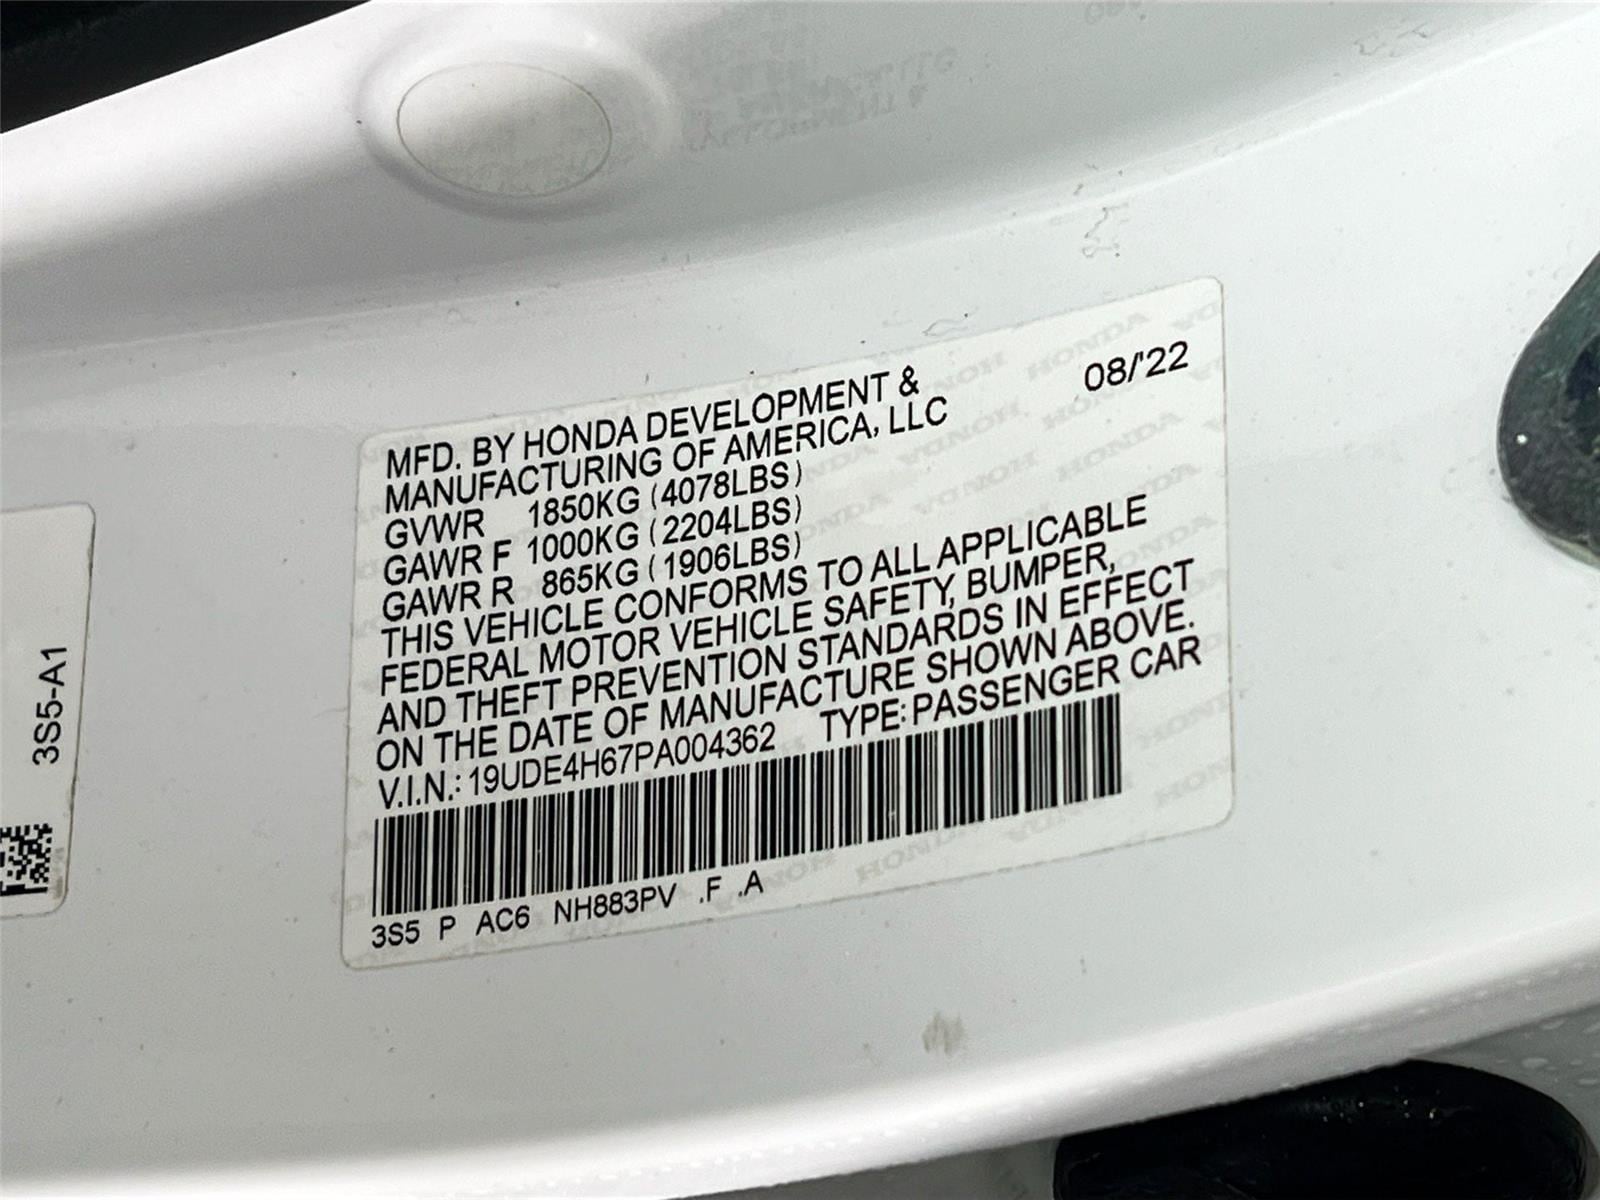 08/'22
MFD. BY HONDA DEVELOPMENT &
MANUFACTURING OF AMERICA, LLC
GVWR 1850KG (4078LBS)
GAWR F 1000KG (2204LBS)
GAWR R 865KG (1906LBS)
THIS VEHICLE CONFORMS TO ALL APPLICABLE
FEDERAL MOTOR VEHICLE SAFETY, BUMPER,
AND THEFT PREVENTION STANDARDS IN EFFECT
ON THE DATE OF MANUFACTURE SHOWN ABOVE.
V.I.N.: 19UDE4H67PA004362 TYPE: PASSENGER CAR
3S5 P AC6 NH883PV .F .A
3S5-A1